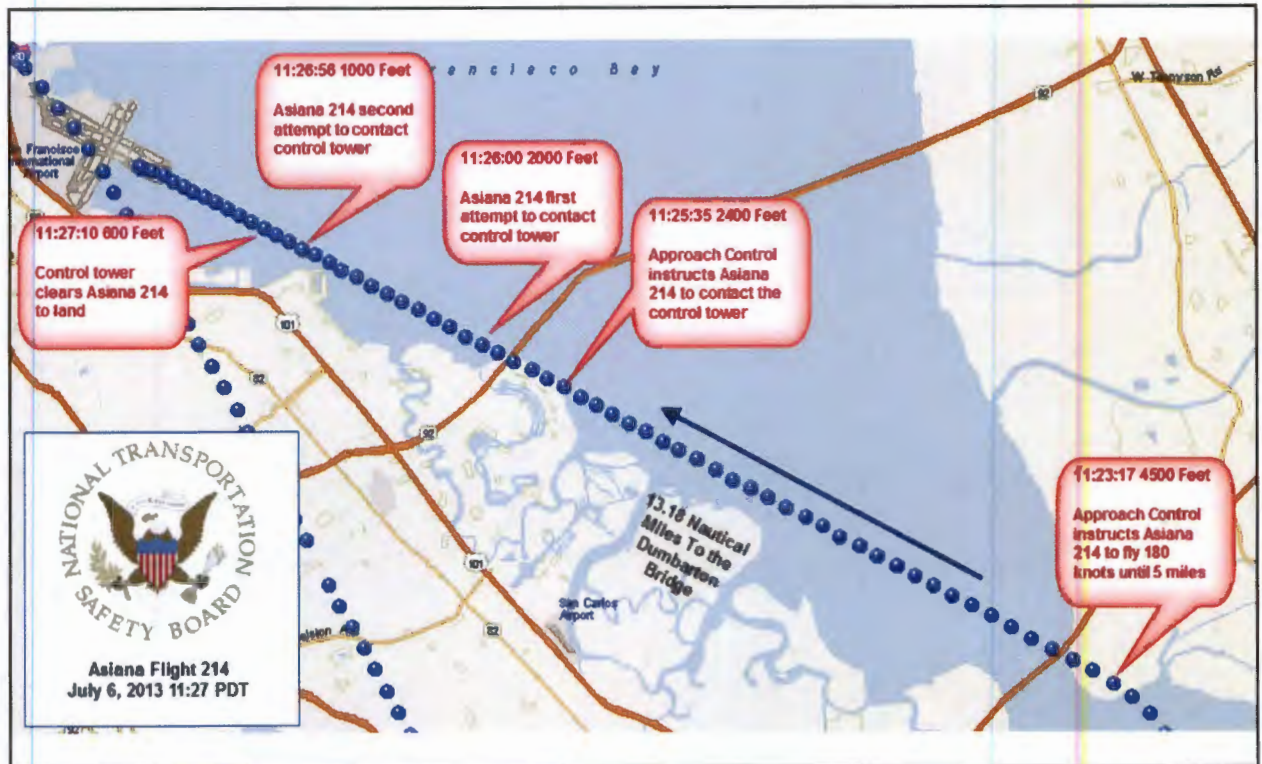 11:26:56 1000 Feet
Asiana 214 second
attempt to contact
control tower
rancisco Bay
92
W Tennyson Rd
n Francisco
nternational
Airport
11:26:00 2000 Feet
Asiana 214 first
attempt to contact
control tower
11:25:35 2400 Feet
Approach Control
instructs Asiana
214 to contact the
control tower
11:27:10 600 Feet
Control tower
clears Asiana 214
to land
101
82
92
11:23:17 4500 Feet
Approach Control
instructs Asiana
214 to fly 180
knots until 5 miles
13.18 Nautical
Miles To the
Dumbarton
Bridge
101
San Carlos
Airport
82
NATIONAL TRANSPORTATION
SAFETY BOARD
Asiana Flight 214
July 6, 2013 11:27 PDT